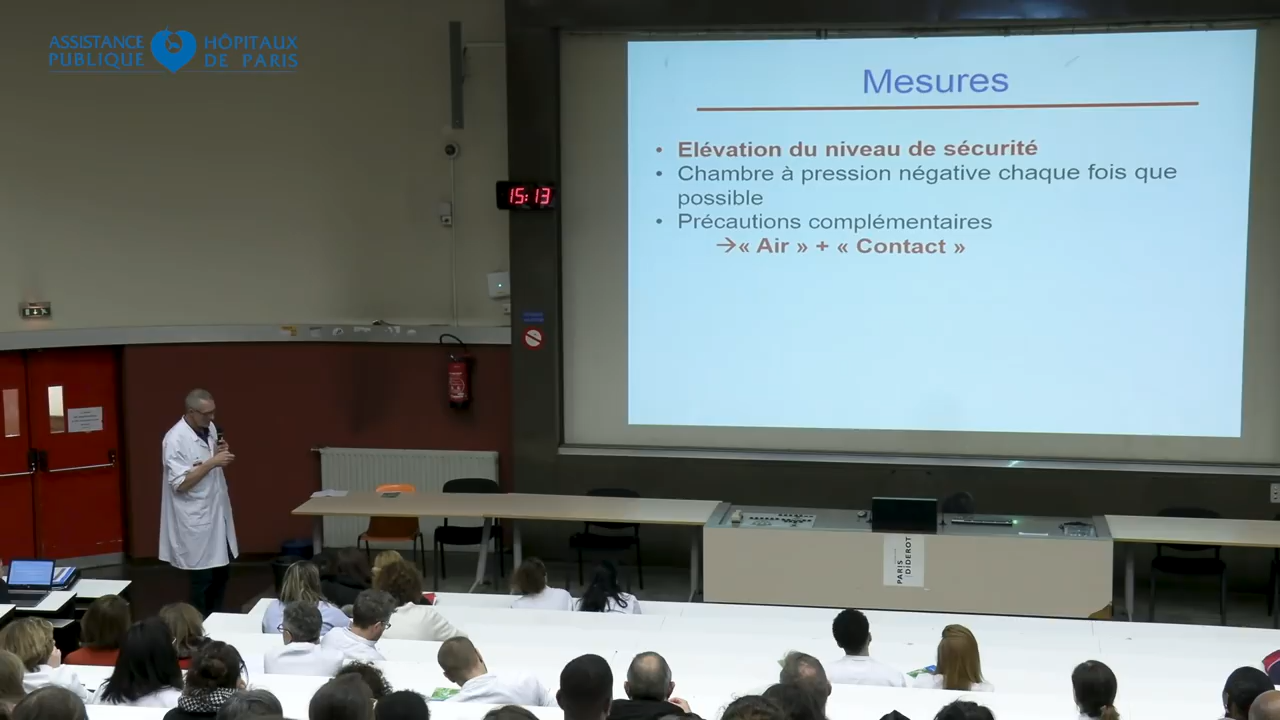 ASSISTANCE HÔPITAUX
PUBLIQUE DE PARIS
Mesures
• Elévation du niveau de sécurité
• Chambre à pression négative chaque fois que
possible
• Précautions complémentaires
→« Air » + « Contact »
15:13
PARIS
DIDEROT